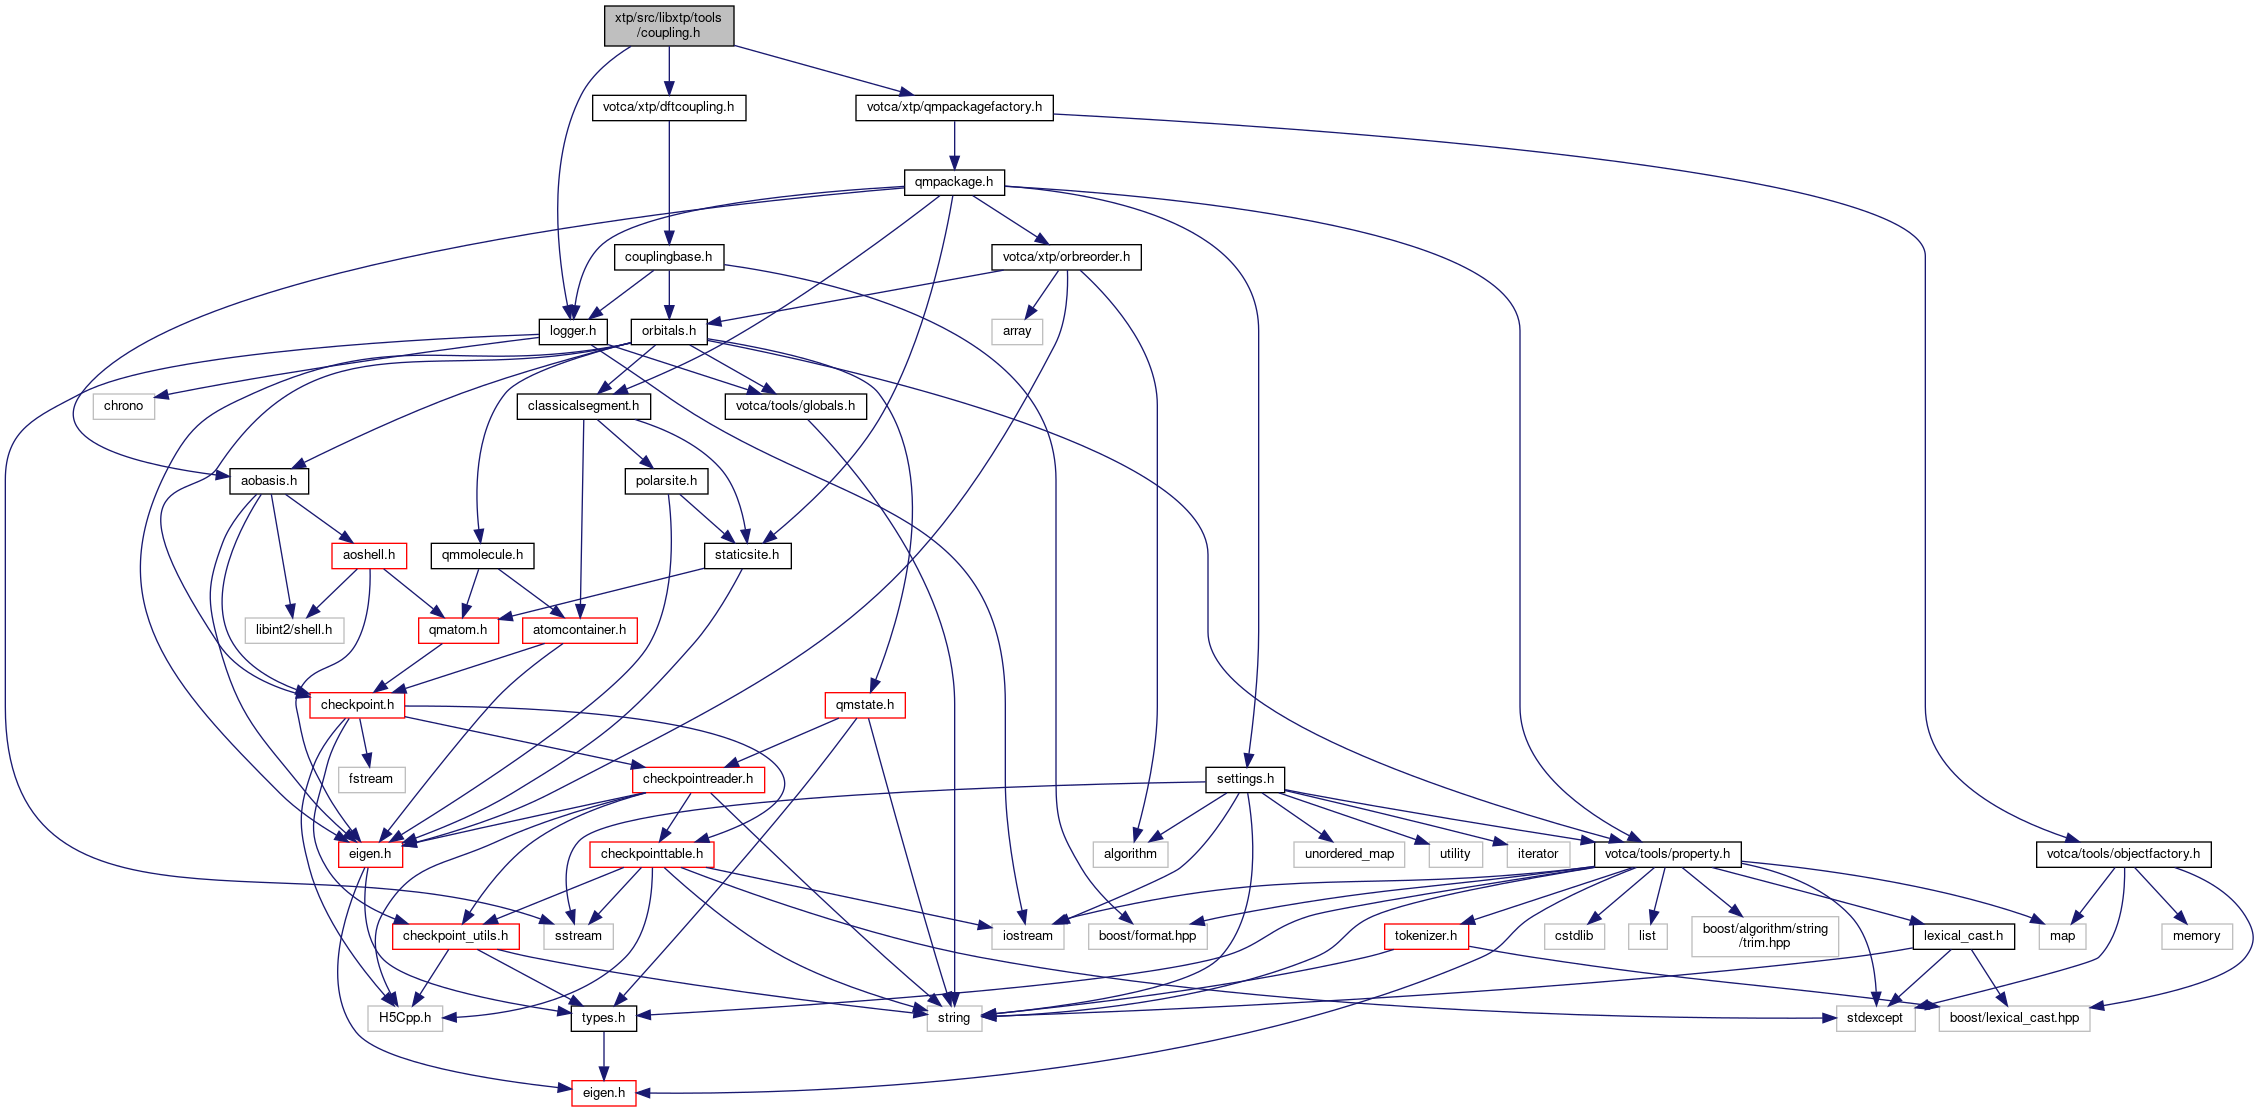 xtp/src/libxtp/tools
/coupling.h
votca/xtp/dftcoupling.h
votca/xtp/qmpackagefactory.h
qmpackage.h
couplingbase.h
votca/xtp/orbreorder.h
logger.h
orbitals.h
array
chrono
classicalsegment.h
votca/tools/globals.h
aobasis.h
polarsite.h
aoshell.h
qmmolecule.h
staticsite.h
libint2/shell.h
qmatom.h
atomcontainer.h
checkpoint.h
qmstate.h
fstream
checkpointreader.h
settings.h
eigen.h
checkpointtable.h
algorithm
unordered_map
utility
iterator
votca/tools/property.h
votca/tools/objectfactory.h
checkpoint_utils.h
sstream
iostream
boost/format.hpp
tokenizer.h
cstdlib
list
boost/algorithm/string
/trim.hpp
lexical_cast.h
map
memory
H5Cpp.h
types.h
string
stdexcept
boost/lexical_cast.hpp
eigen.h